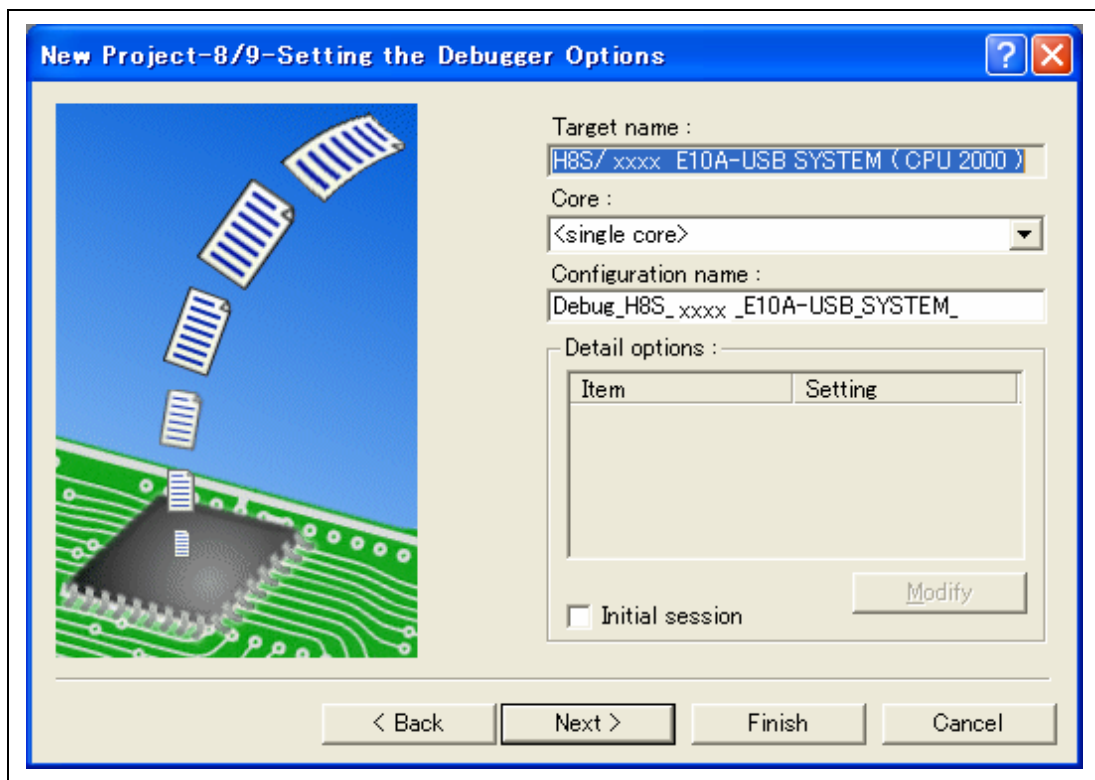 New Project-8/9-Setting the Debugger Options
Target name :
H8S/ xxxx E10A-USB SYSTEM ( CPU 2000 )
Core :
<single core>
Configuration name :
Debug_H8S_ xxxx _E10A-USB_SYSTEM_
Detail options :
Item Setting
Modify
Initial session
< Back Next > Finish Cancel